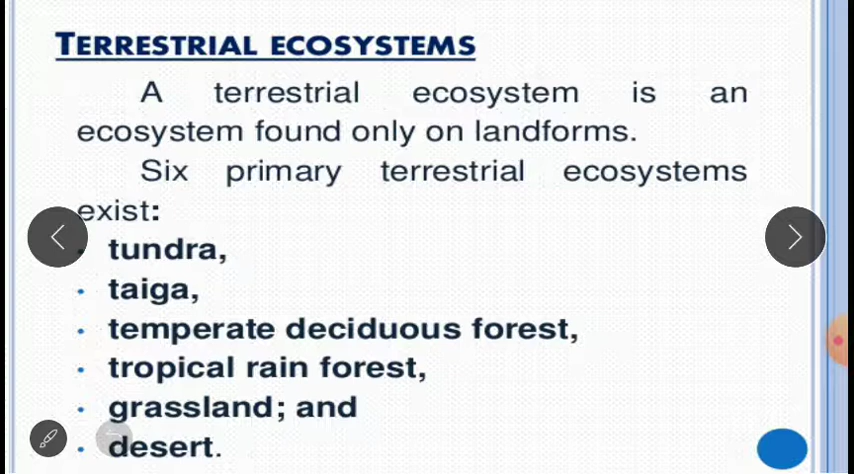 TERRESTRIAL ECOSYSTEMS
A terrestrial ecosystem is an
ecosystem found only on landforms.
Six primary terrestrial ecosystems
exist:
• tundra,
• taiga,
• temperate deciduous forest,
• tropical rain forest,
• grassland; and
• desert.